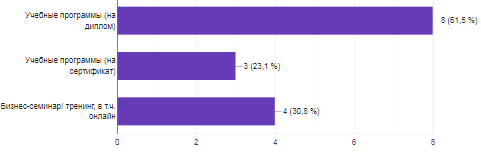 Учебные программы (на
диплом)
8 (61,5 %)
Учебные программы (на
сертификат)
3 (23,1 %)
Бизнес-семинар/ тренинг, в т.ч.
онлайн
4 (30,8 %)
0 2 4 6 8